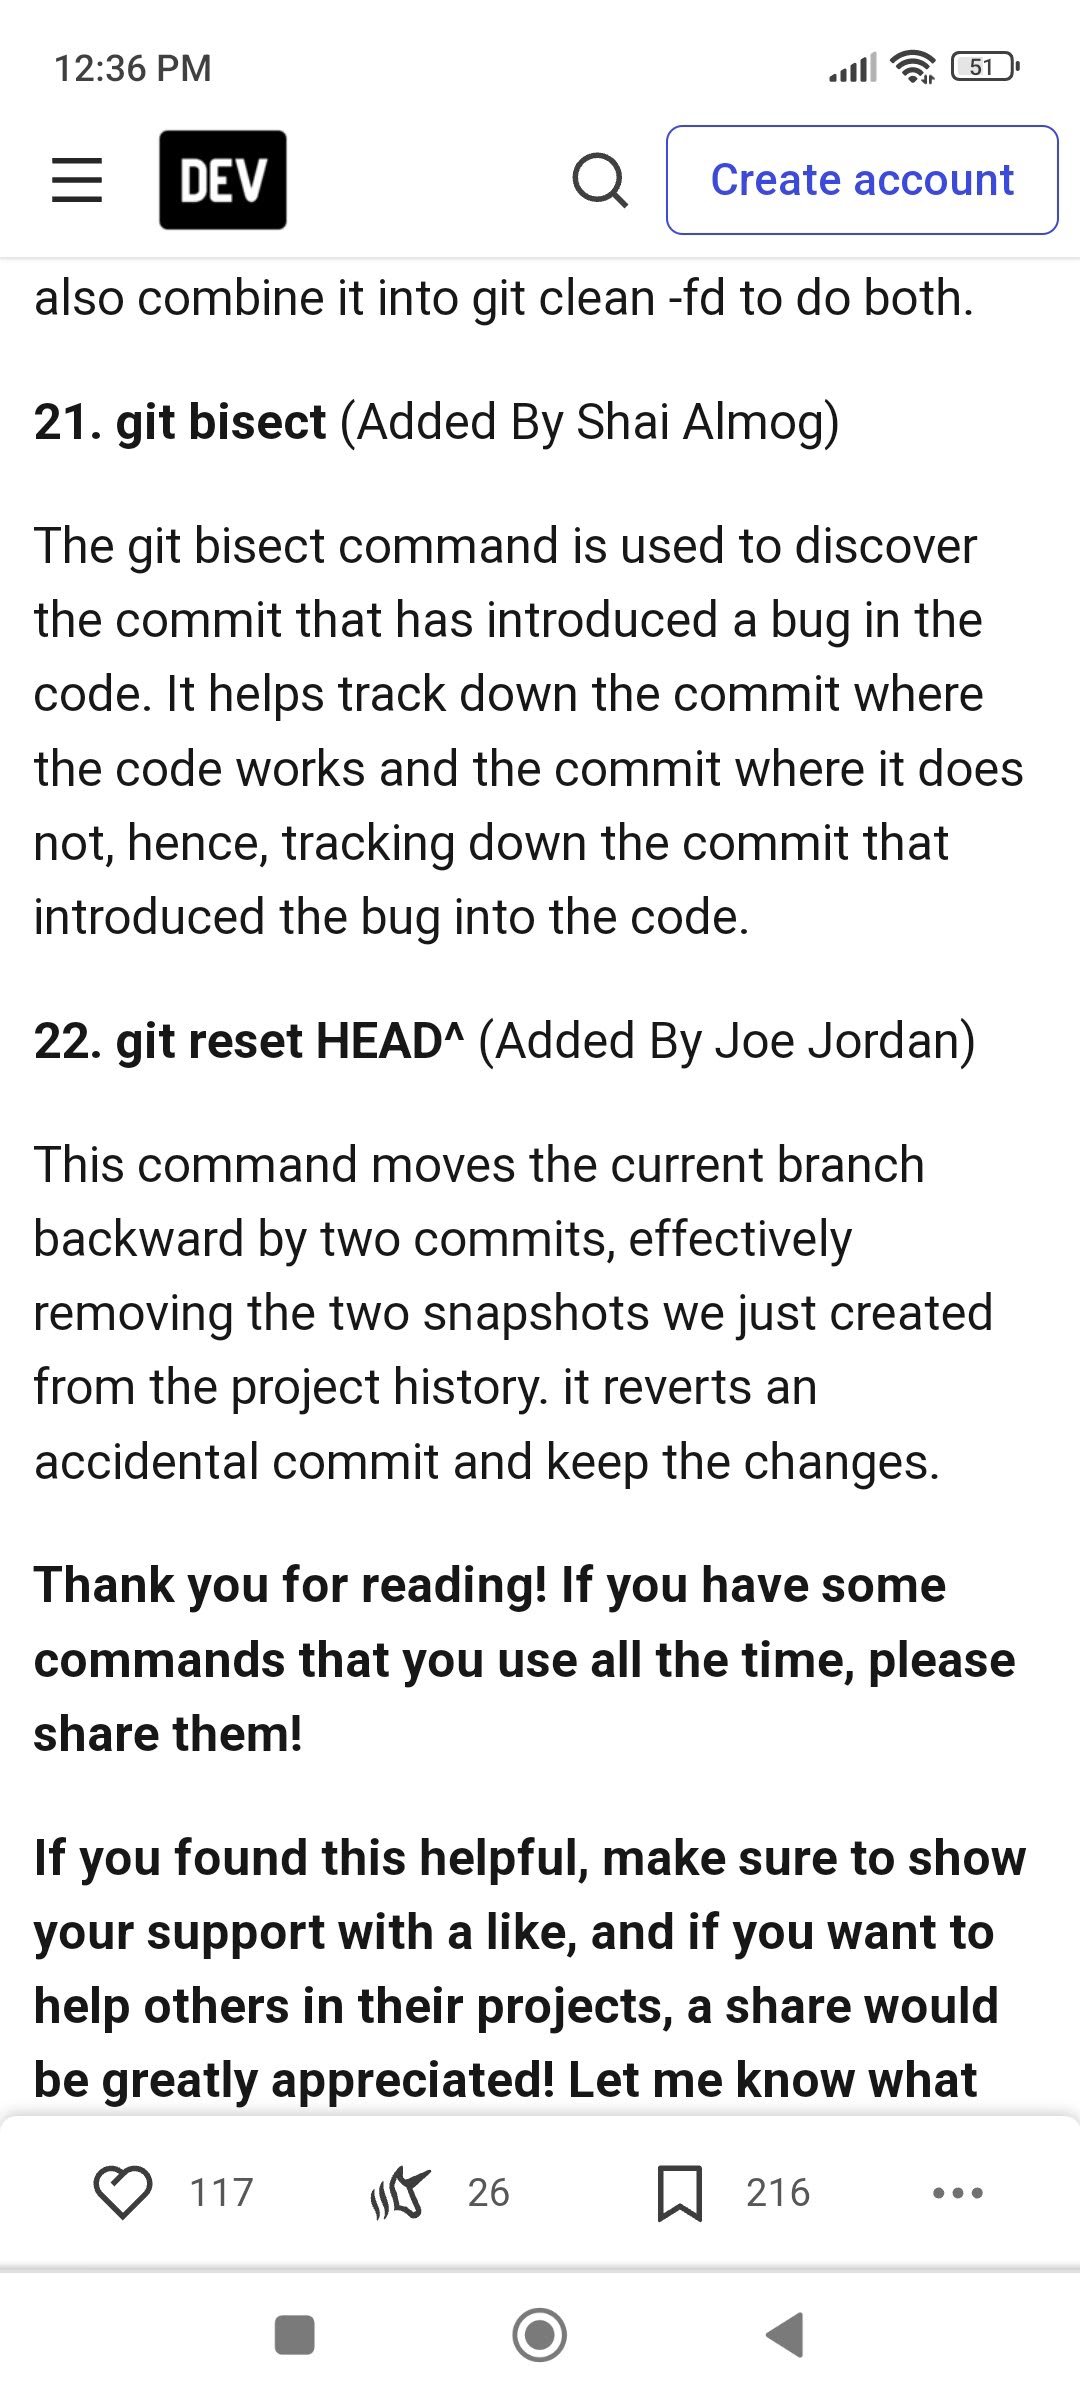 12:36 PM
51
DEV
Create account
also combine it into git clean -fd to do both.
21. git bisect (Added By Shai Almog)
The git bisect command is used to discover
the commit that has introduced a bug in the
code. It helps track down the commit where
the code works and the commit where it does
not, hence, tracking down the commit that
introduced the bug into the code.
22. git reset HEAD^ (Added By Joe Jordan)
This command moves the current branch
backward by two commits, effectively
removing the two snapshots we just created
from the project history. it reverts an
accidental commit and keep the changes.
Thank you for reading! If you have some
commands that you use all the time, please
share them!
If you found this helpful, make sure to show
your support with a like, and if you want to
help others in their projects, a share would
be greatly appreciated! Let me know what
117
26
216